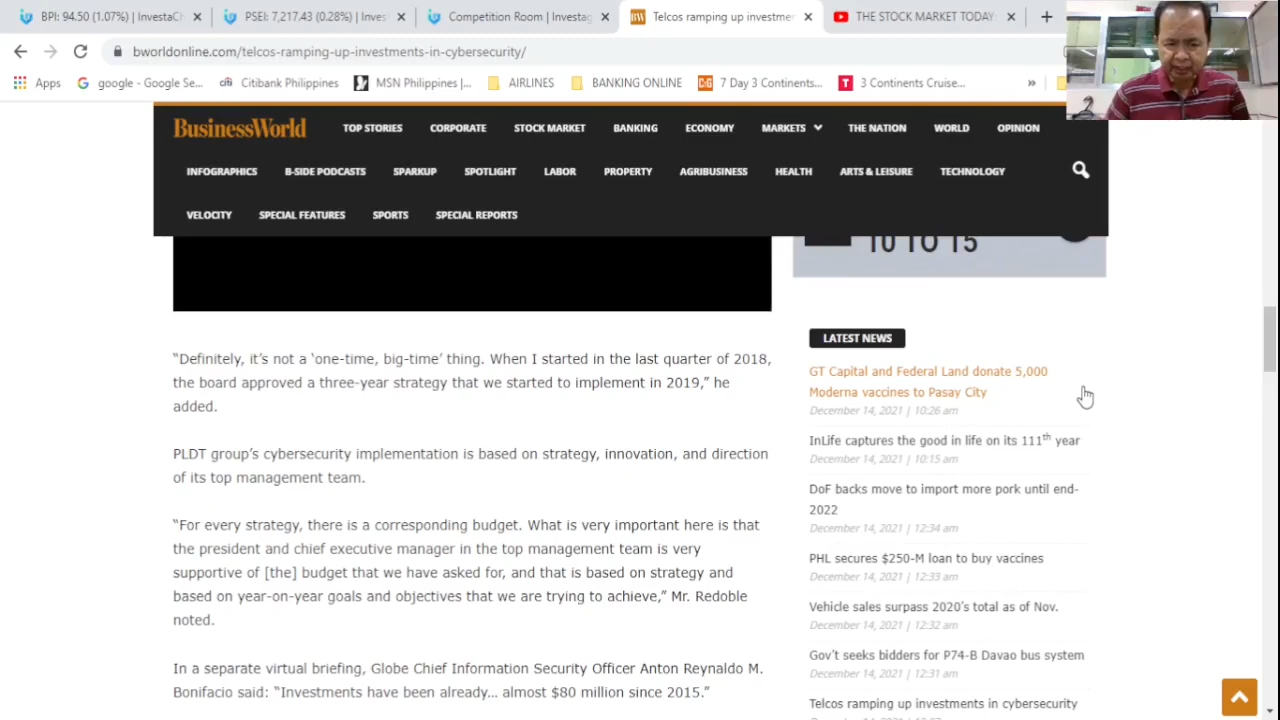 BPI: 94.50 (1.07%) | InvestaC
PSEI: 7,217.43 (0.28%) | Inves
My Competitions.com | Investag
Telcos ramping up investmen
THE STOCK MARKET TODAY
bworldonline.com/telcos-ramping-up-investments-in-cybersecurity/
Apps
google - Google Se...
Citibank Philippines
MSN Philippines |...
BANKING ONLINE
7 Day 3 Continents...
3 Continents Cruise...
»
BusinessWorld
CORPORATE
STOCK MARKET
BANKING
ECONOMY
MARKETS
THE NATION
WORLD
OPINION
INFOGRAPHICS
B-SIDE PODCASTS
SPARKUP
SPOTLIGHT
LABOR
PROPERTY
AGRIBUSINESS
HEALTH
ARTS & LEISURE
TECHNOLOGY
VELOCITY
SPECIAL FEATURES
SPORTS
SPECIAL REPORTS
10 TO 15
“Definitely, it’s not a ‘one-time, big-time’ thing. When I started in the last quarter of 2018,
the board approved a three-year strategy that we started to implement in 2019,” he
added.
PLDT group’s cybersecurity implementation is based on strategy, innovation, and direction
of its top management team.
“For every strategy, there is a corresponding budget. What is very important here is that
the president and chief executive manager in the top management team is very
supportive of [the] budget that we have asked for, and that is based on strategy and
based on year-on-year goals and objectives that we are trying to achieve,” Mr. Redoble
noted.
In a separate virtual briefing, Globe Chief Information Security Officer Anton Reynaldo M.
Bonifacio said: “Investments have been already… almost $80 million since 2015.”
LATEST NEWS
GT Capital and Federal Land donate 5,000
Moderna vaccines to Pasay City
December 14, 2021 | 10:26 am
InLife captures the good in life on its 111th year
December 14, 2021 | 10:15 am
DoF backs move to import more pork until end-
2022
December 14, 2021 | 12:34 am
PHL secures $250-M loan to buy vaccines
December 14, 2021 | 12:33 am
Vehicle sales surpass 2020’s total as of Nov.
December 14, 2021 | 12:32 am
Gov’t seeks bidders for P74-B Davao bus system
December 14, 2021 | 12:31 am
Telcos ramping up investments in cybersecurity